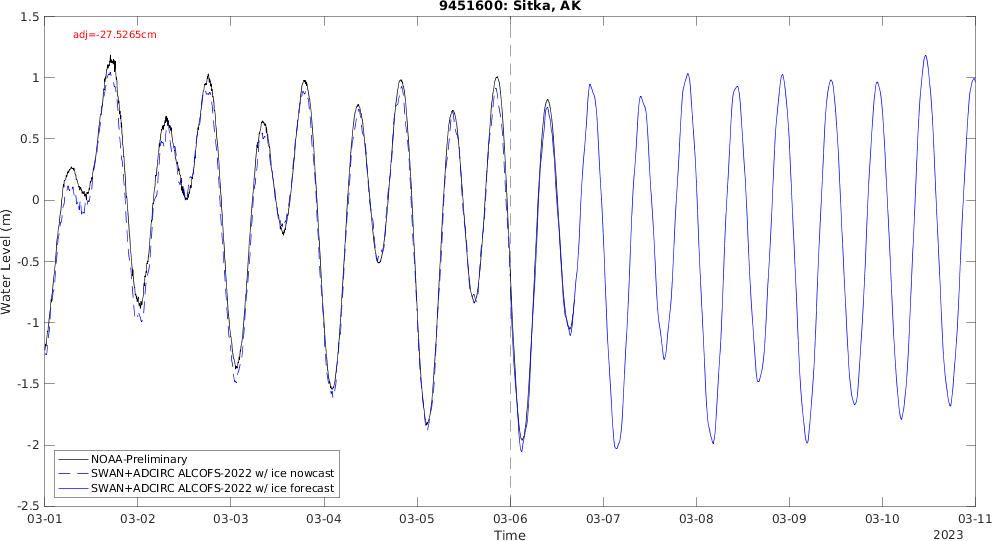 9451600: Sitka, AK
adj=-27.5265cm
1.5
1
0.5
0
-0.5
-1
-1.5
-2
-2.5
Water Level (m)
NOAA-Preliminary
SWAN+ADCIRC ALCOFS-2022 w/ ice nowcast
SWAN+ADCIRC ALCOFS-2022 w/ ice forecast
03-01 03-02 03-03 03-04 03-05 03-06 03-07 03-08 03-09 03-10 03-11
Time
2023